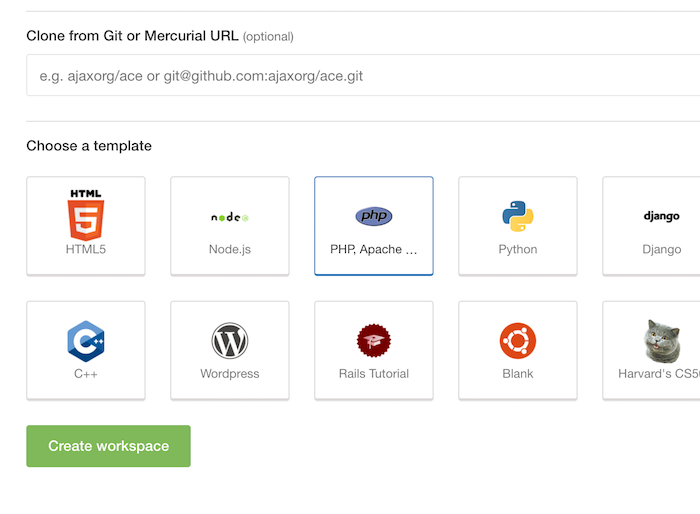 Clone from Git or Mercurial URL (optional)
e.g. ajaxorg/ace or git@github.com:ajaxorg/ace.git
Choose a template
HTML
5
HTML5
node
Node.js
php
PHP, Apache ...
Python
django
Django
C++
C++
W
Wordpress
Rails Tutorial
Blank
Harvard's CS5
Create workspace